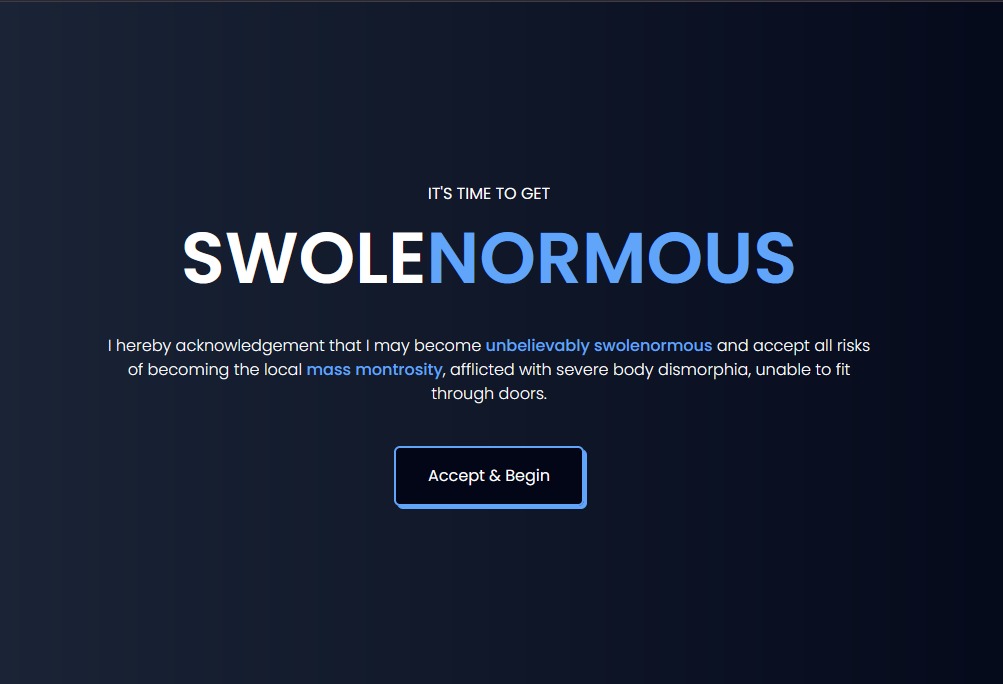 IT'S TIME TO GET
SWOLENORMOUS
I hereby acknowledgement that I may become unbelievably swolenormous and accept all risks
of becoming the local mass montrosity, afflicted with severe body dismorphia, unable to fit
through doors.
Accept & Begin